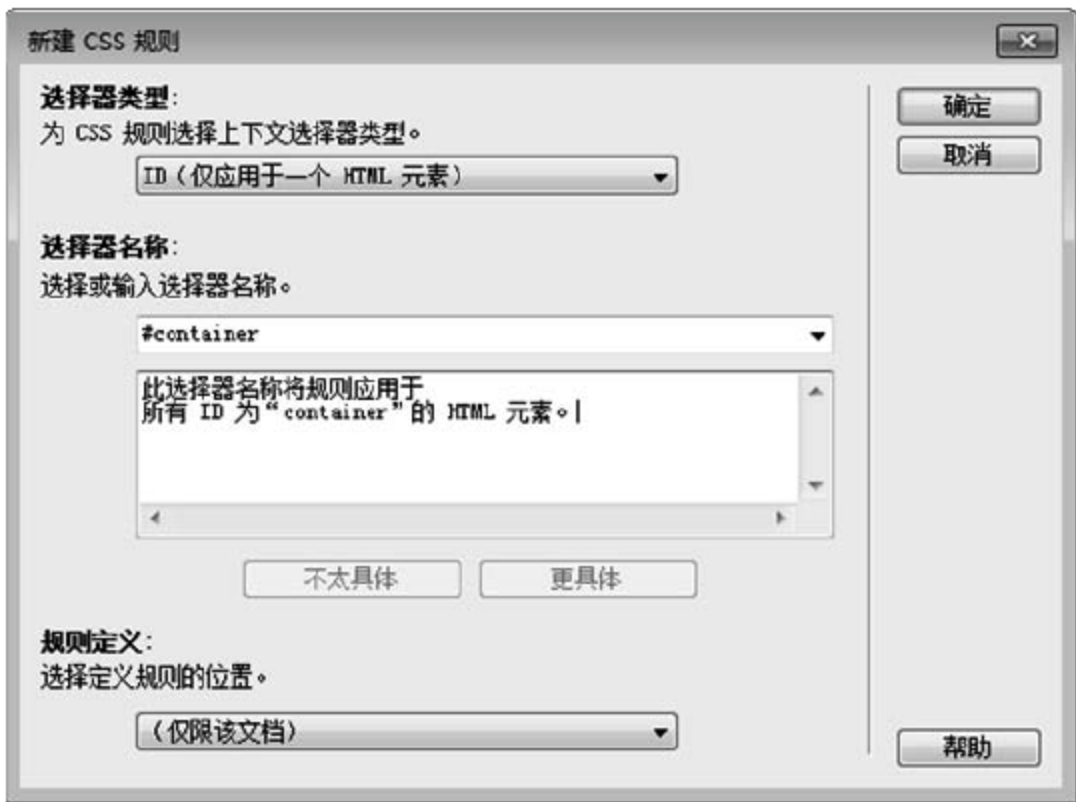 新建 CSS 规则
选择器类型:
为 CSS 规则选择上下文选择器类型。
ID（仅应用于一个 HTML 元素）
选择器名称:
选择或输入选择器名称。
#container
此选择器名称将规则应用于
所有 ID 为“container”的 HTML 元素。
不太具体
更具体
规则定义:
选择定义规则的位置。
（仅限该文档）
确定
取消
帮助